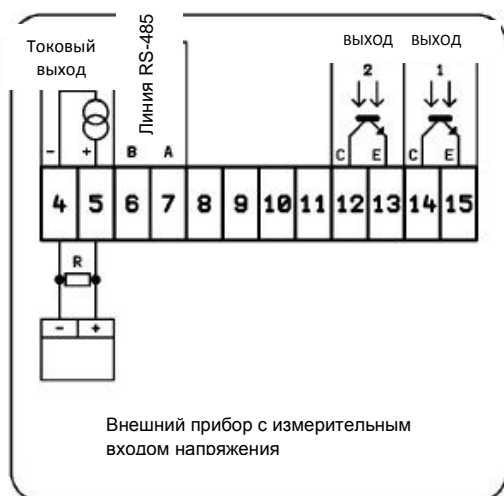 Токовый
выход
Линия RS-485
выход выход
2 1
- + B A C E C E
4 5 6 7 8 9 10 11 12 13 14 15
R
- +
Внешний прибор с измерительным
входом напряжения